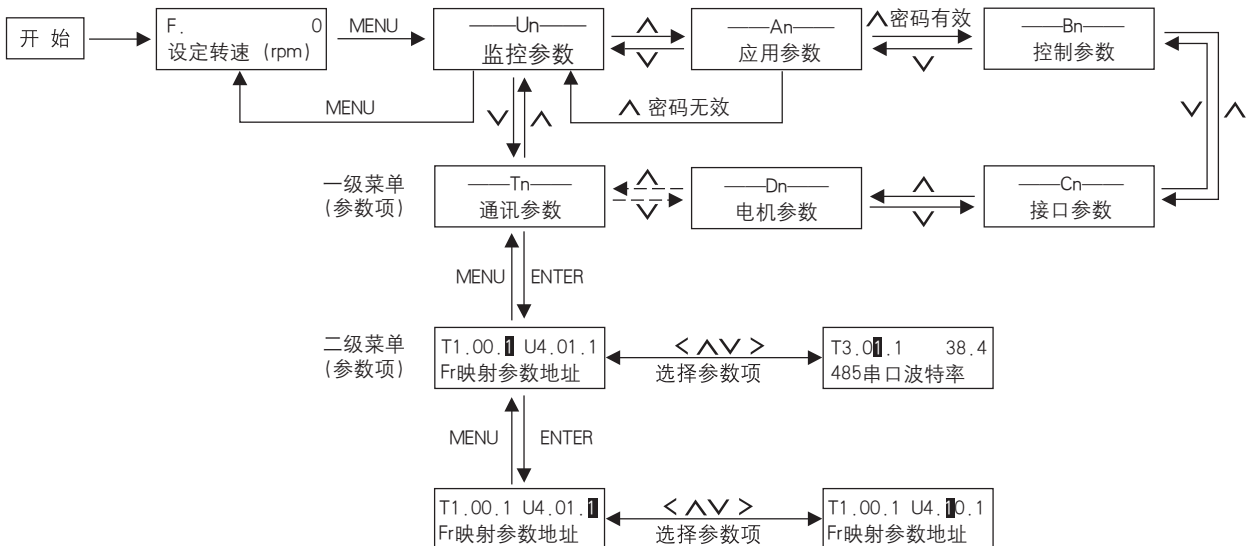 开 始
F. 0
设定转速 (rpm)
MENU
——Un—
监控参数
∧
∨
——An—
应用参数
∧密码有效
∨
——Bn—
控制参数
MENU
∨ ∧
∧ 密码无效
∨ ∧
一级菜单
(参数项)
——Tn——
通讯参数
∧
∨
——Dn——
电机参数
∧
∨
——Cn——
接口参数
MENU ENTER
二级菜单
(参数项)
T1.00.1 U4.01.1
Fr映射参数地址
< ∧∨ >
选择参数项
T3.01.1 38.4
485串口波特率
MENU ENTER
T1.00.1 U4.01.1
Fr映射参数地址
< ∧∨ >
选择参数项
T1.00.1 U4.10.1
Fr映射参数地址